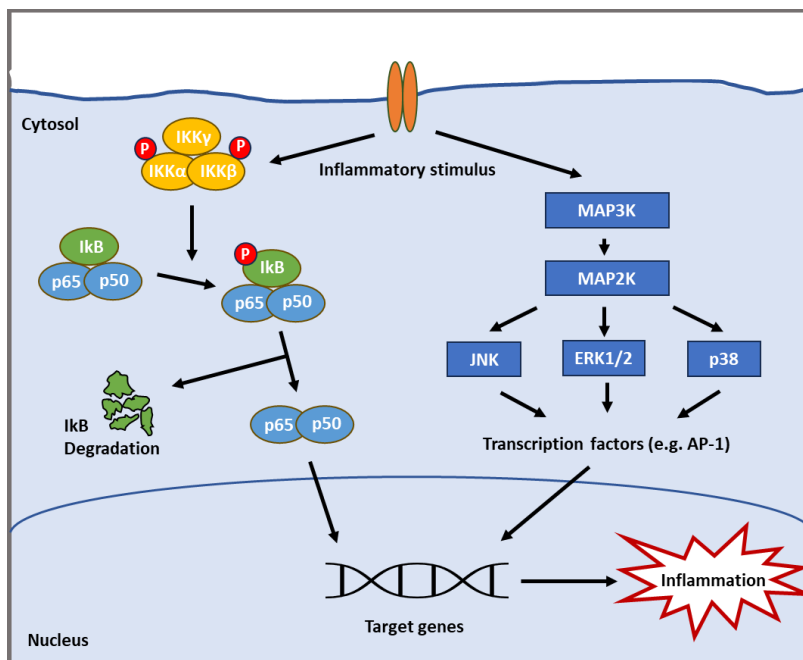 Cytosol
IKKγ
P
P
IKKα
IKKβ
Inflammatory stimulus
MAP3K
IkB
p65
p50
P
IkB
p65
p50
MAP2K
JNK
ERK1/2
p38
IkB
Degradation
p65
p50
Transcription factors (e.g. AP-1)
Inflammation
Target genes
Nucleus